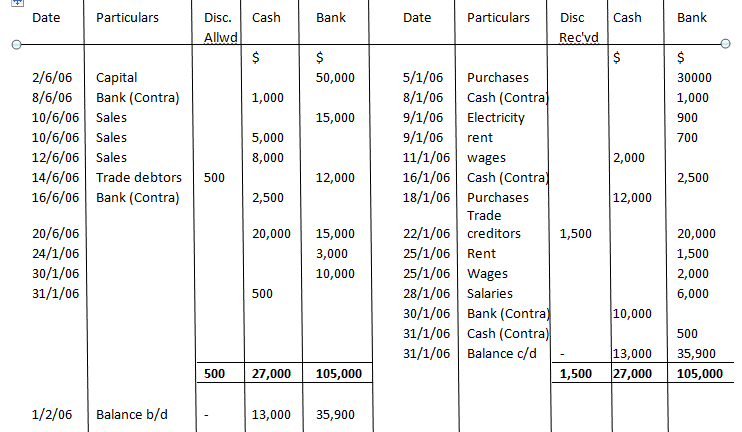 Date Particulars Disc. Cash Bank Date Particulars Disc Cash Bank
Allwd Rec'vd
$ $ $ $
2/6/06 Capital 50,000 5/1/06 Purchases 30000
8/6/06 Bank (Contra) 1,000 8/1/06 Cash (Contra) 1,000
10/6/06 Sales 15,000 9/1/06 Electricity 900
10/6/06 Sales 5,000 9/1/06 rent 700
12/6/06 Sales 8,000 11/1/06 wages 2,000
14/6/06 Trade debtors 500 12,000 16/1/06 Cash (Contra) 2,500
16/6/06 Bank (Contra) 2,500 18/1/06 Purchases 12,000
Trade
20/6/06 20,000 15,000 22/1/06 creditors 1,500 20,000
24/1/06 3,000 25/1/06 Rent 1,500
30/1/06 10,000 25/1/06 Wages 2,000
31/1/06 500 28/1/06 Salaries 6,000
30/1/06 Bank (Contra) 10,000
31/1/06 Cash (Contra) 500
31/1/06 Balance c/d - 13,000 35,900
500 27,000 105,000 1,500 27,000 105,000
1/2/06 Balance b/d - 13,000 35,900